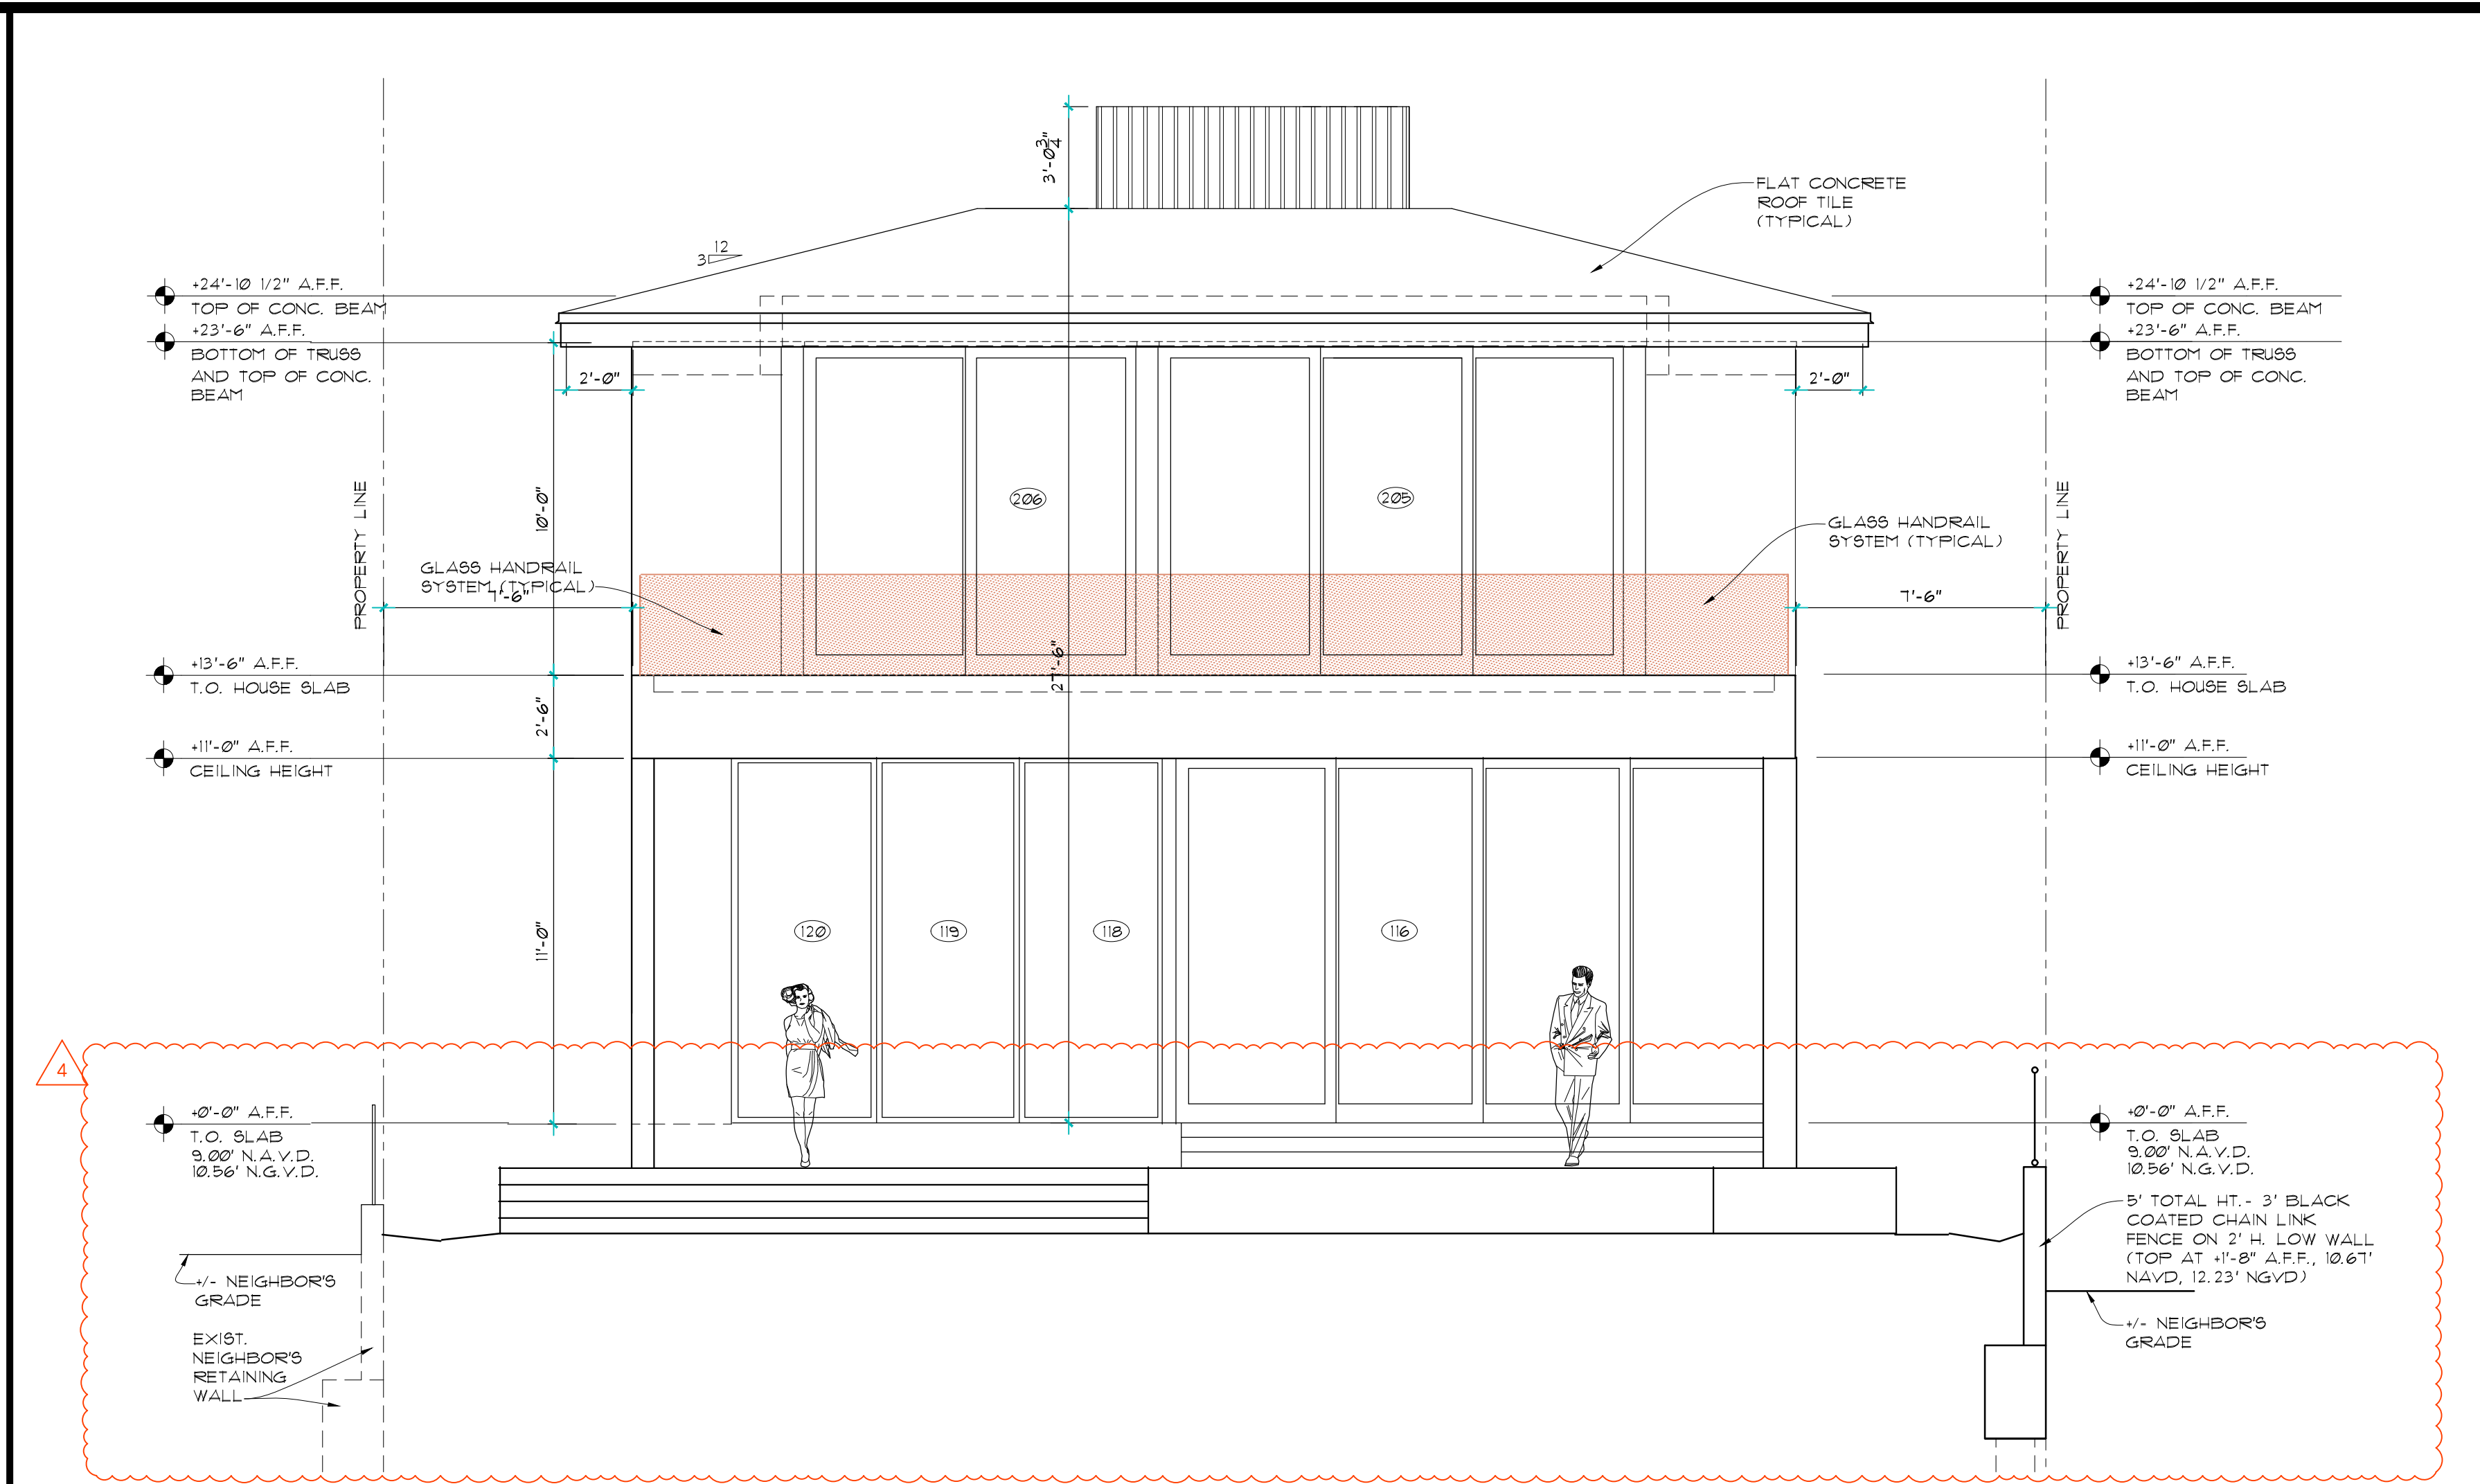 3'-0 3/4"
FLAT CONCRETE
ROOF TILE
(TYPICAL)
12
3
+24'-10 1/2" A.F.F.
TOP OF CONC. BEAM
+23'-6" A.F.F.
BOTTOM OF TRUSS
AND TOP OF CONC.
BEAM
+24'-10 1/2" A.F.F.
TOP OF CONC. BEAM
+23'-6" A.F.F.
BOTTOM OF TRUSS
AND TOP OF CONC.
BEAM
2'-0"
2'-0"
PROPERTY LINE
10'-0"
206
205
PROPERTY LINE
GLASS HANDRAIL
SYSTEM (TYPICAL)
7'-6"
GLASS HANDRAIL
SYSTEM (TYPICAL)
7'-6"
27'-6"
+13'-6" A.F.F.
T.O. HOUSE SLAB
+13'-6" A.F.F.
T.O. HOUSE SLAB
2'-6"
+11'-0" A.F.F.
CEILING HEIGHT
+11'-0" A.F.F.
CEILING HEIGHT
11'-0"
120
119
118
116
4
+0'-0" A.F.F.
T.O. SLAB
9.00' N.A.V.D.
10.56' N.G.V.D.
+0'-0" A.F.F.
T.O. SLAB
9.00' N.A.V.D.
10.56' N.G.V.D.
5' TOTAL HT.- 3' BLACK
COATED CHAIN LINK
FENCE ON 2' H. LOW WALL
(TOP AT +1'-8" A.F.F., 10.67'
NAVD, 12.23' NGVD)
+/- NEIGHBOR'S
GRADE
+/- NEIGHBOR'S
GRADE
EXIST.
NEIGHBOR'S
RETAINING
WALL